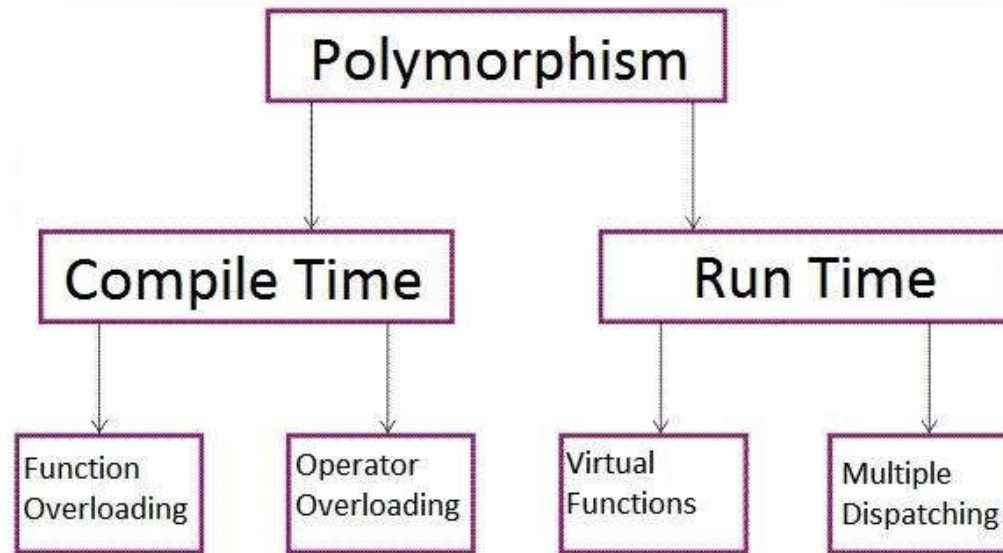 Polymorphism
Compile Time
Run Time
Function
Overloading
Operator
Overloading
Virtual
Functions
Multiple
Dispatching